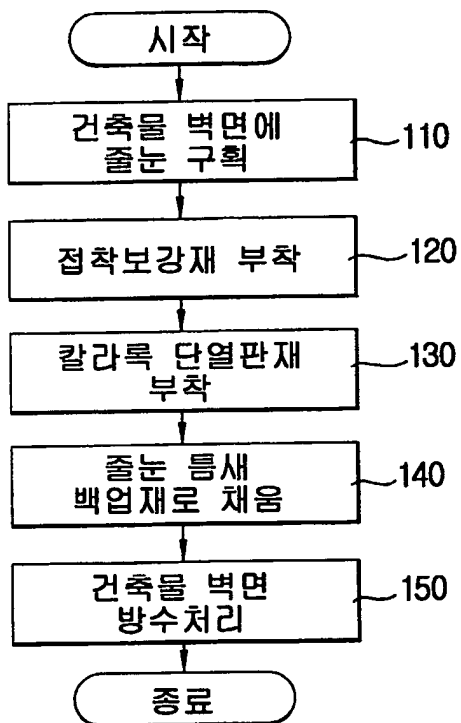 시작
건축물 벽면에
줄눈 구획
110
접착보강재 부착
120
칼라록 단열판재
부착
130
줄눈 틈새
백업재로 채움
140
건축물 벽면
방수처리
150
종료